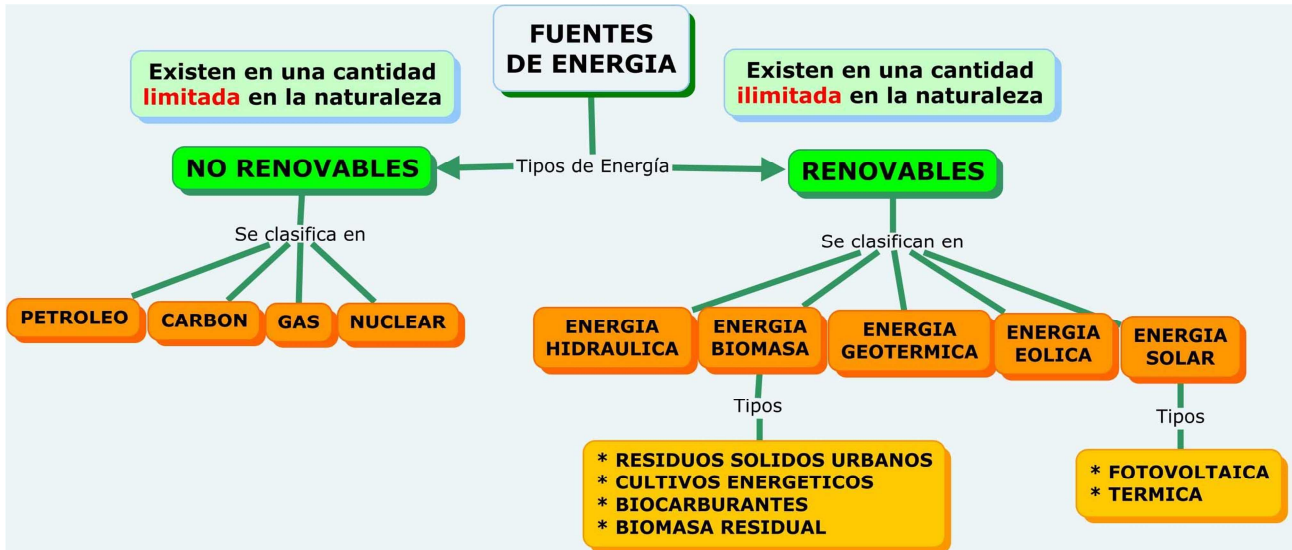 FUENTES
DE ENERGIA
Existen en una cantidad
limitada en la naturaleza
Existen en una cantidad
ilimitada en la naturaleza
Tipos de Energía
NO RENOVABLES
RENOVABLES
Se clasifica en
Se clasifican en
PETROLEO
CARBON
GAS
NUCLEAR
ENERGIA
HIDRAULICA
ENERGIA
BIOMASA
ENERGIA
GEOTERMICA
ENERGIA
EOLICA
ENERGIA
SOLAR
Tipos
Tipos
* RESIDUOS SOLIDOS URBANOS
* CULTIVOS ENERGETICOS
* BIOCARBURANTES
* BIOMASA RESIDUAL
* FOTOVOLTAICA
* TERMICA